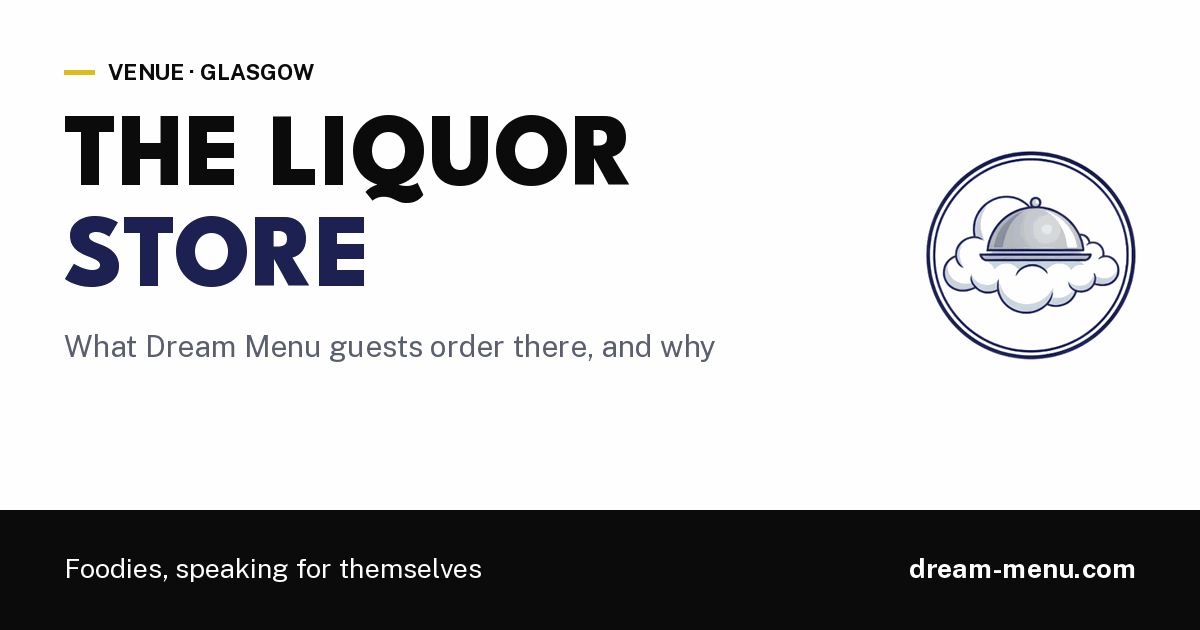 VENUE · GLASGOW
THE LIQUOR
STORE
What Dream Menu guests order there, and why
Foodies, speaking for themselves
dream-menu.com